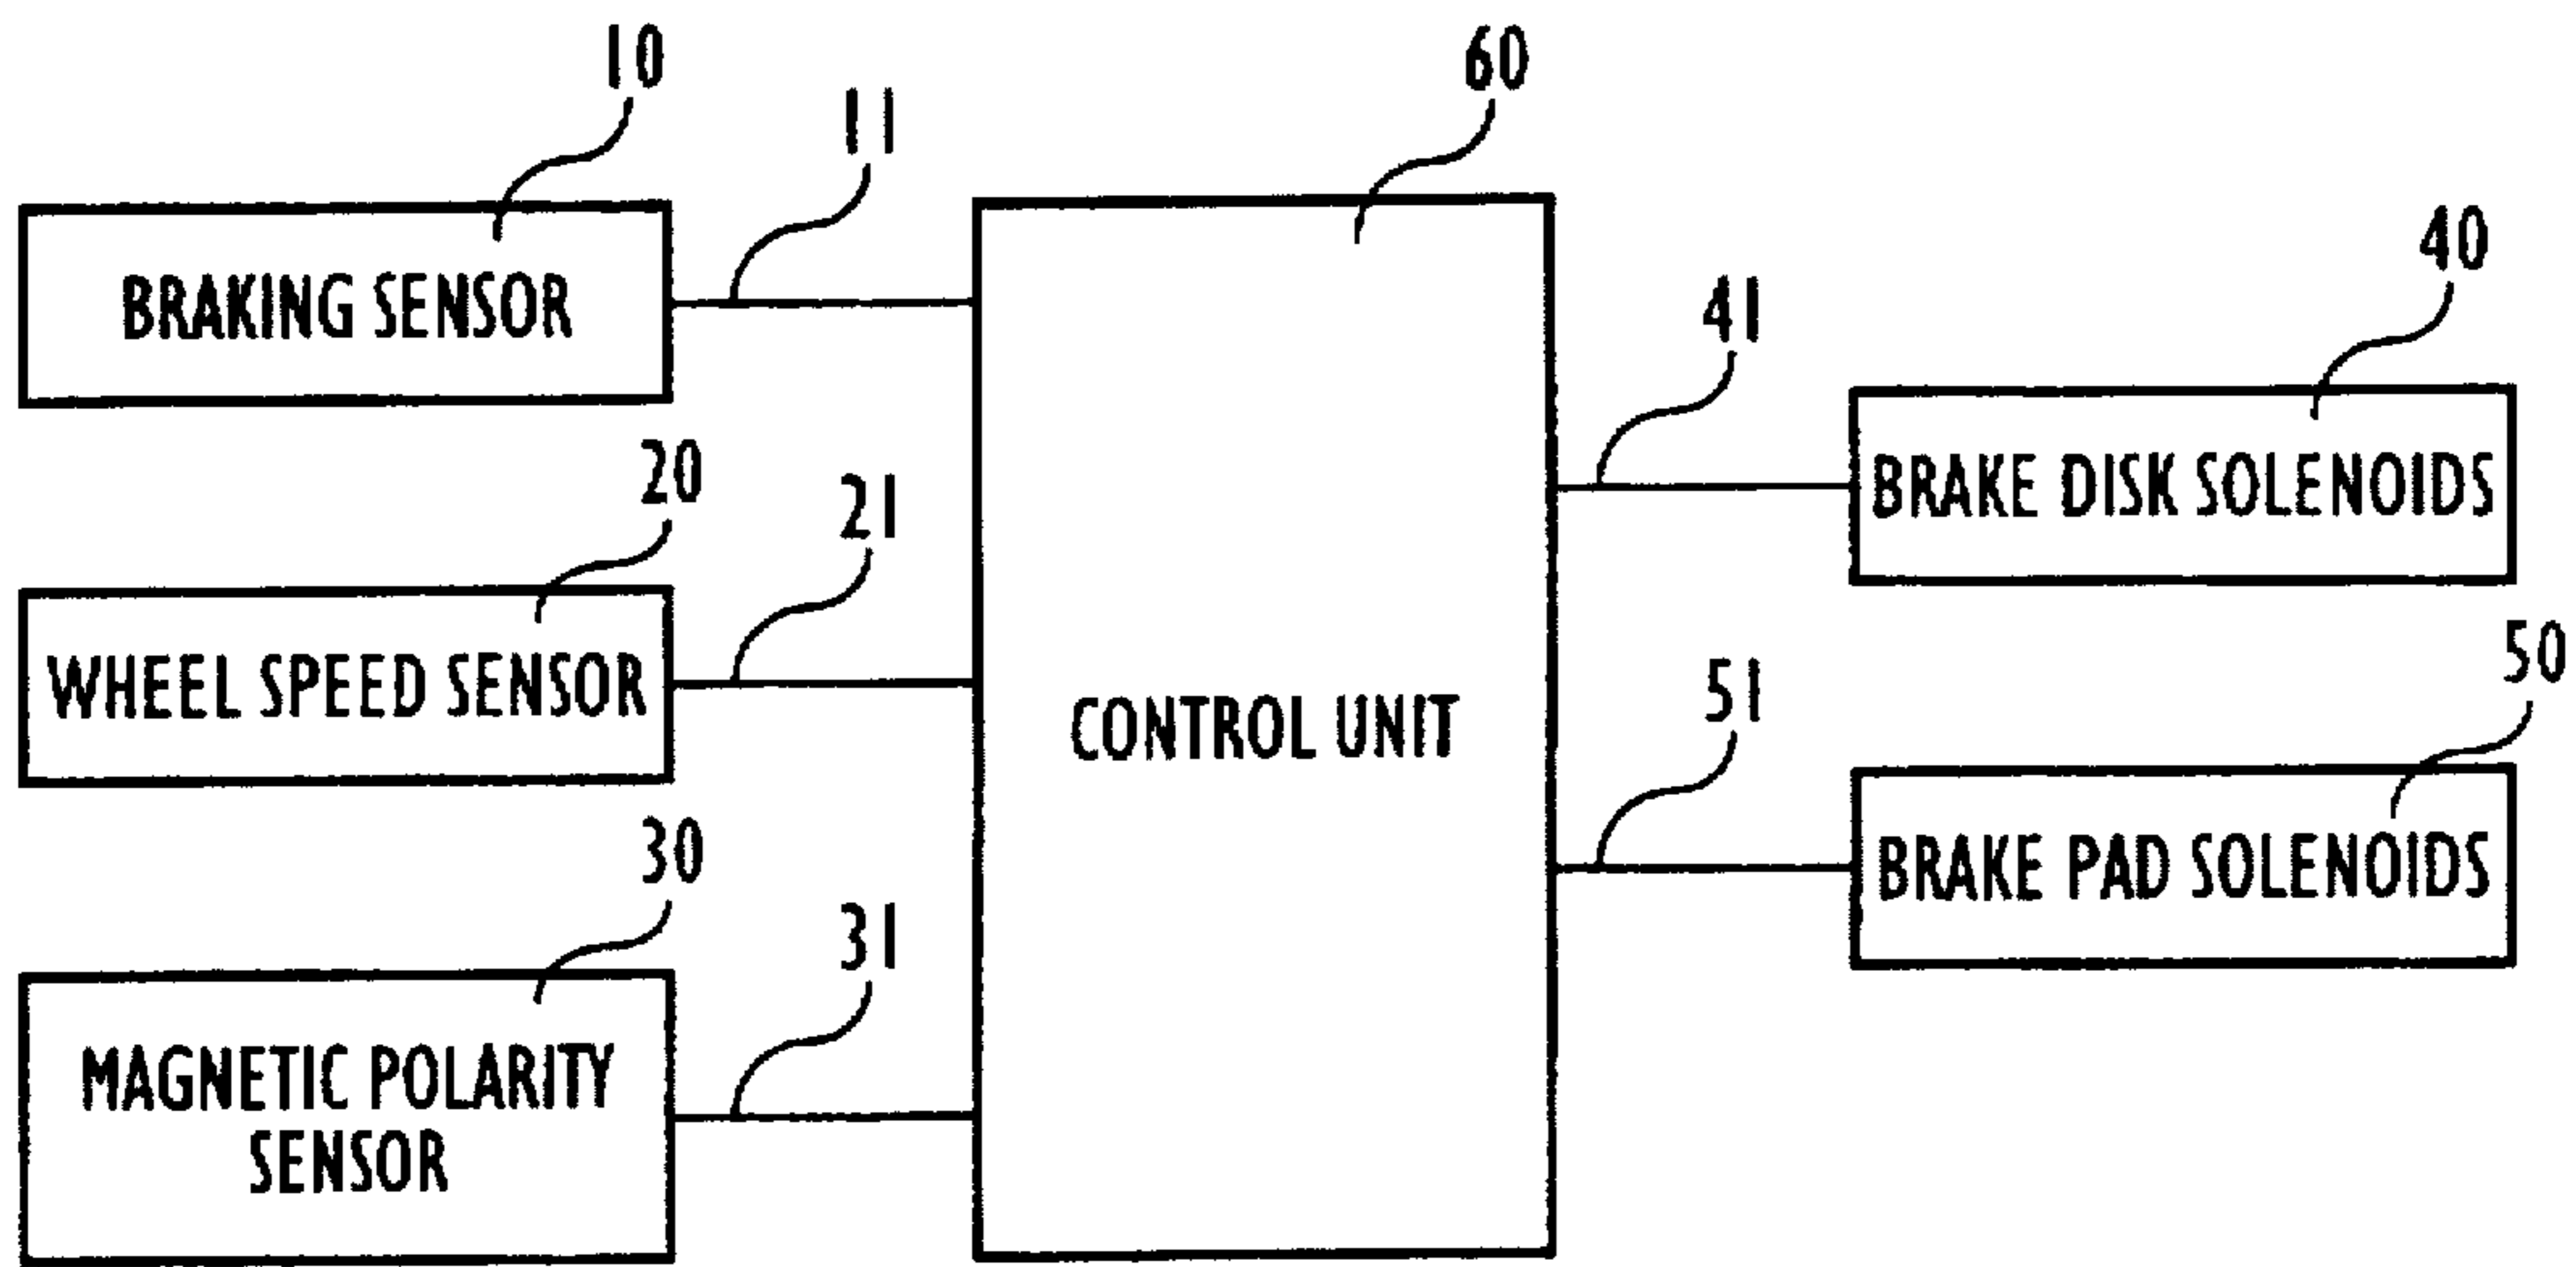 10
11
60
BRAKING SENSOR
40
41
BRAKE DISK SOLENOIDS
20
21
WHEEL SPEED SENSOR
CONTROL UNIT
51
50
BRAKE PAD SOLENOIDS
30
31
MAGNETIC POLARITY
SENSOR